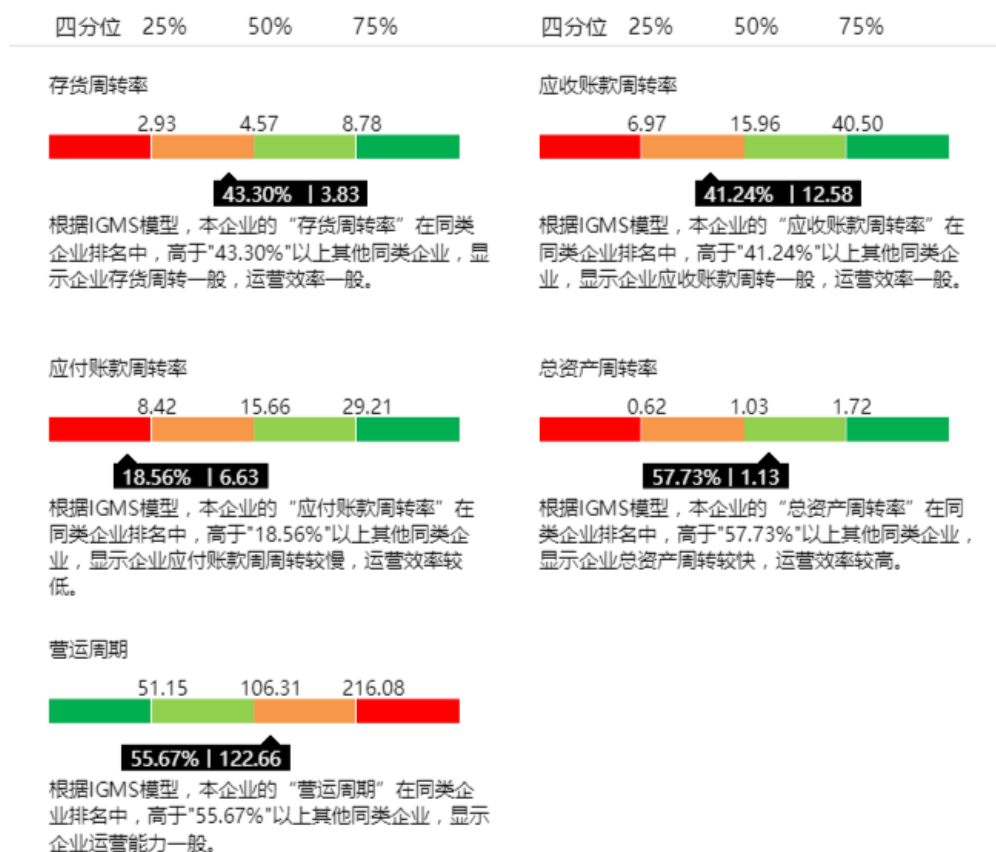 四分位 25% 50% 75%
四分位 25% 50% 75%
存货周转率
2.93 4.57 8.78
43.30% | 3.83
根据IGMS模型，本企业的“存货周转率”在同类
企业排名中，高于"43.30%"以上其他同类企业，显
示企业存货周转一般，运营效率一般。
应收账款周转率
6.97 15.96 40.50
41.24% | 12.58
根据IGMS模型，本企业的“应收账款周转率”在
同类企业排名中，高于"41.24%"以上其他同类企
业，显示企业应收账款周转一般，运营效率一般。
应付账款周转率
8.42 15.66 29.21
18.56% | 6.63
根据IGMS模型，本企业的“应付账款周转率”在
同类企业排名中，高于"18.56%"以上其他同类企
业，显示企业应付账款周周转较慢，运营效率较
低。
总资产周转率
0.62 1.03 1.72
57.73% | 1.13
根据IGMS模型，本企业的“总资产周转率”在同
类企业排名中，高于"57.73%"以上其他同类企业，
显示企业总资产周转较快，运营效率较高。
营运周期
51.15 106.31 216.08
55.67% | 122.66
根据IGMS模型，本企业的“营运周期”在同类企
业排名中，高于"55.67%"以上其他同类企业，显示
企业运营能力一般。